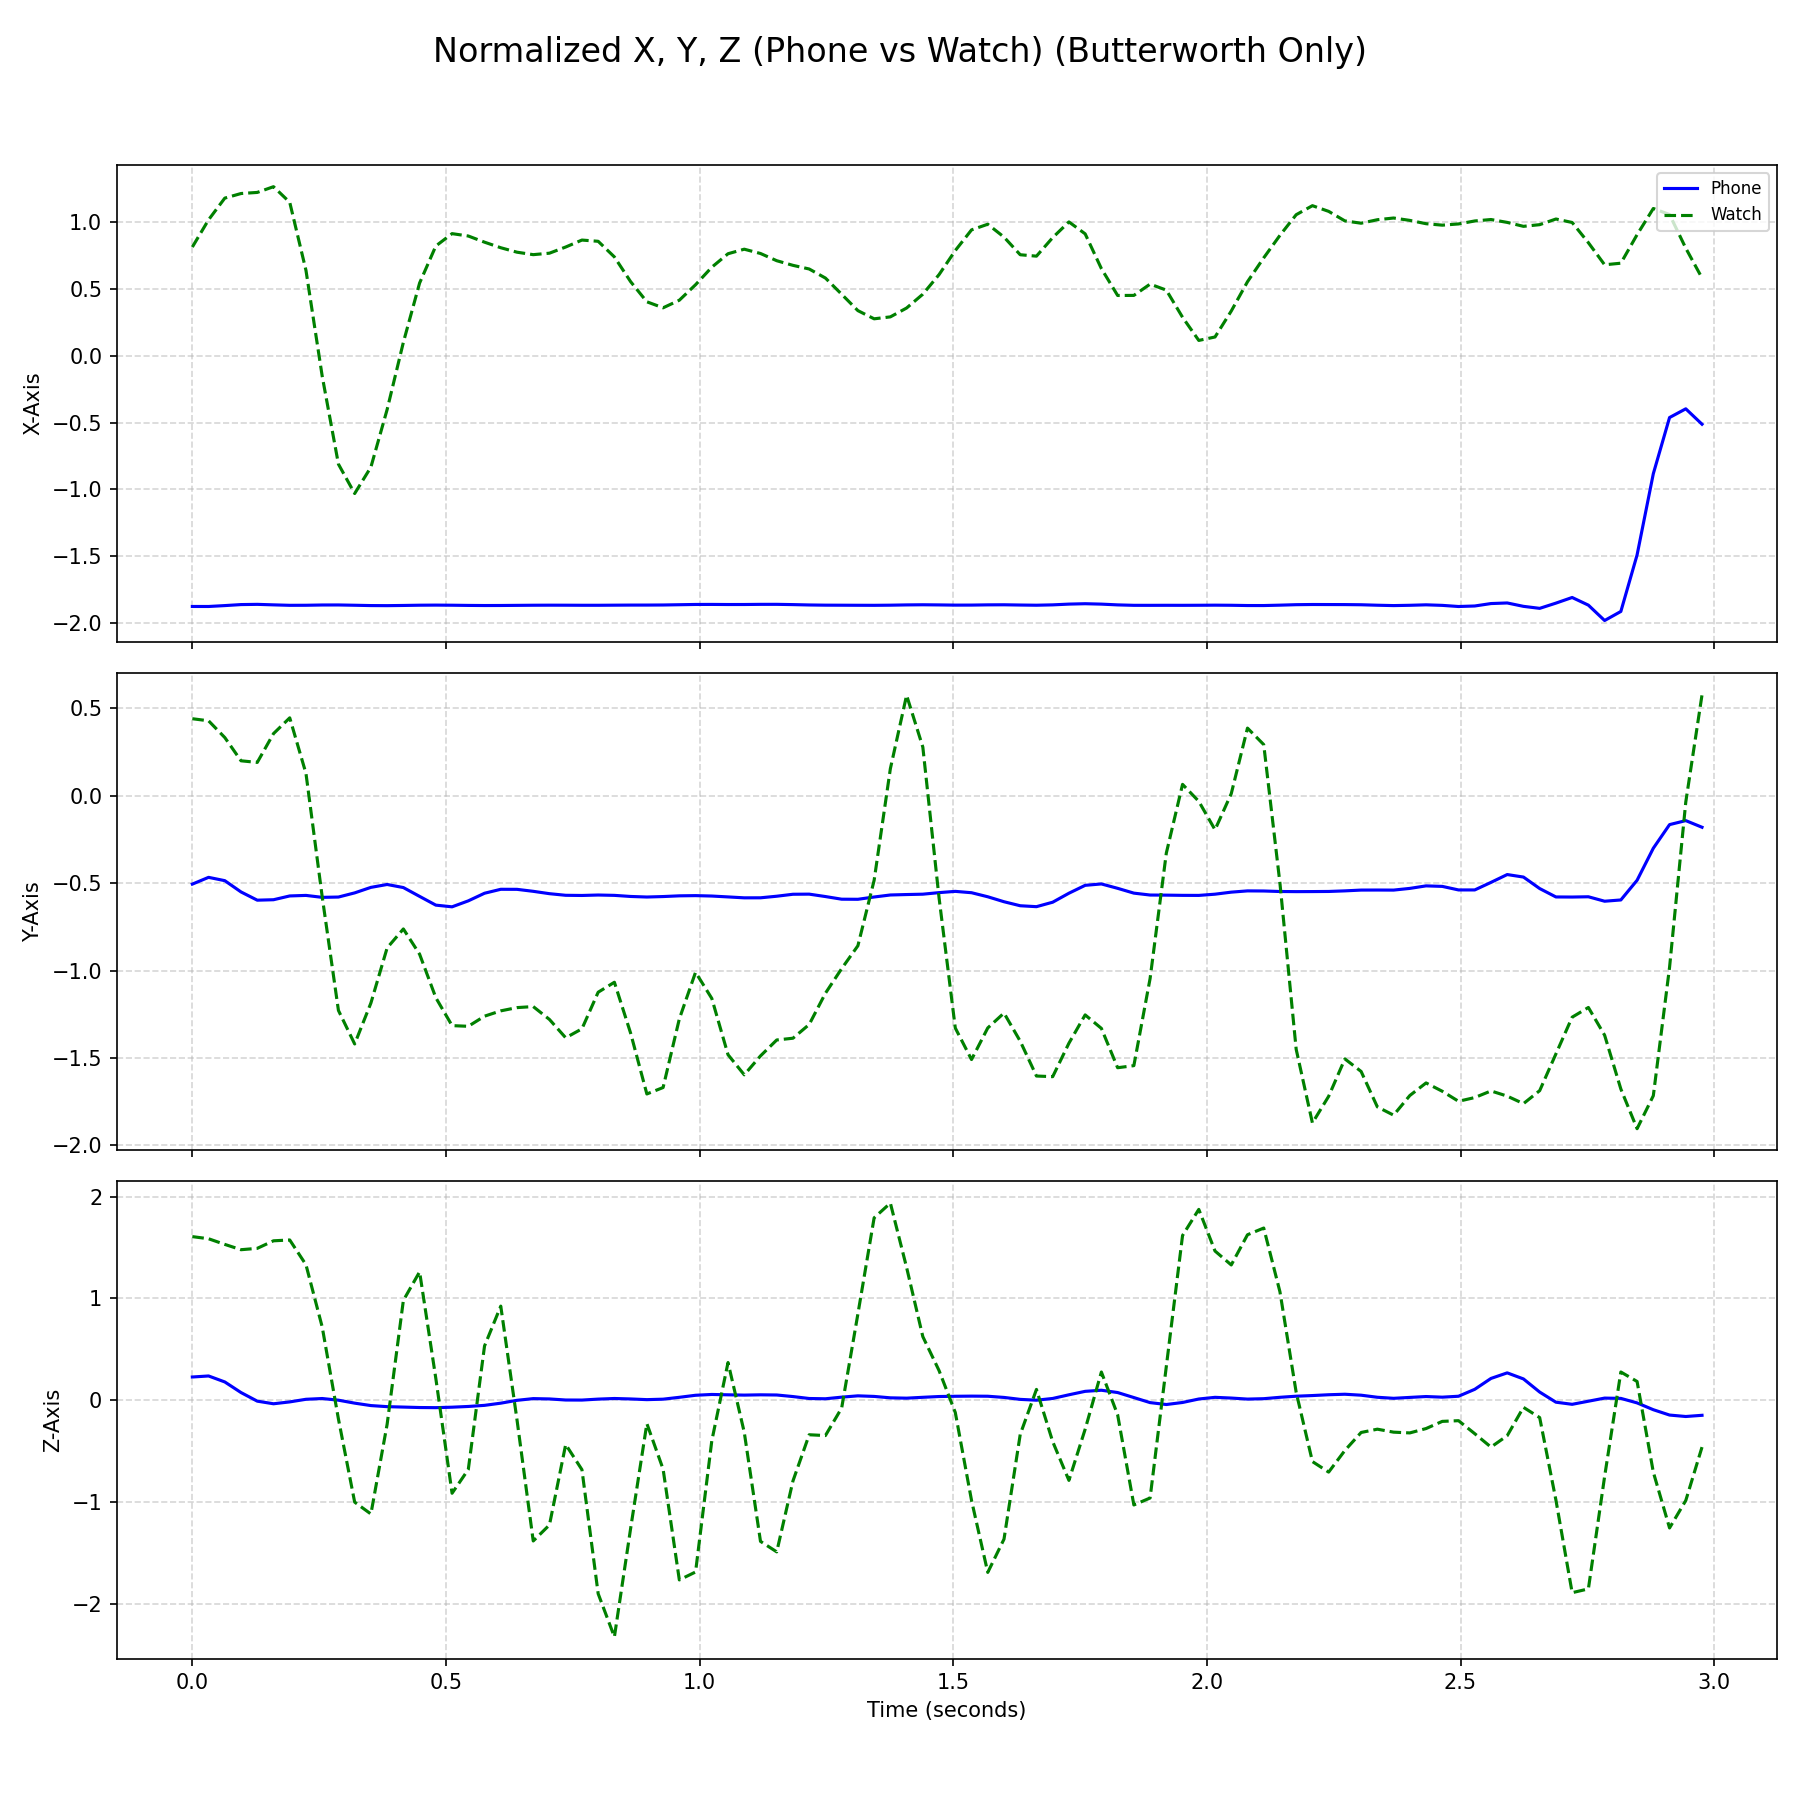 Normalized X, Y, Z (Phone vs Watch) (Butterworth Only)
Phone
Watch
X-Axis
1.0
0.5
0.0
−0.5
−1.0
−1.5
−2.0
Y-Axis
0.5
0.0
−0.5
−1.0
−1.5
−2.0
Z-Axis
2
1
0
−1
−2
0.0 0.5 1.0 1.5 2.0 2.5 3.0
Time (seconds)